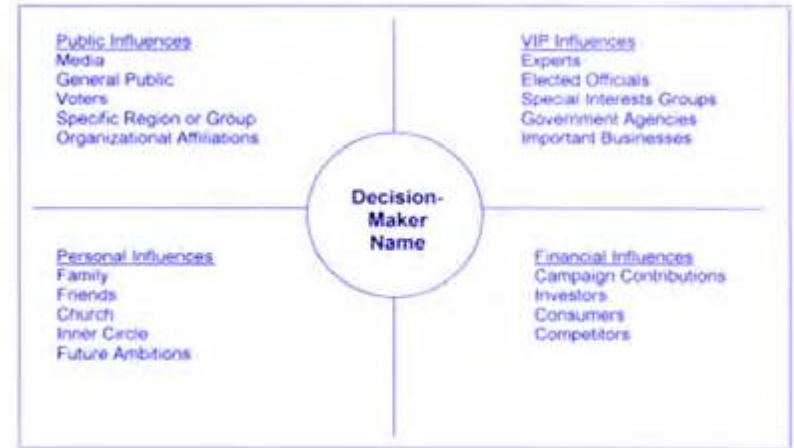 Public Influences
Media
General Public
Voters
Specific Region or Group
Organizational Affiliations
VIP Influences
Experts
Elected Officials
Special Interests Groups
Government Agencies
Important Businesses
Decision-
Maker
Name
Personal Influences
Family
Friends
Church
Inner Circle
Future Ambitions
Financial Influences
Campaign Contributions
Investors
Consumers
Competitors